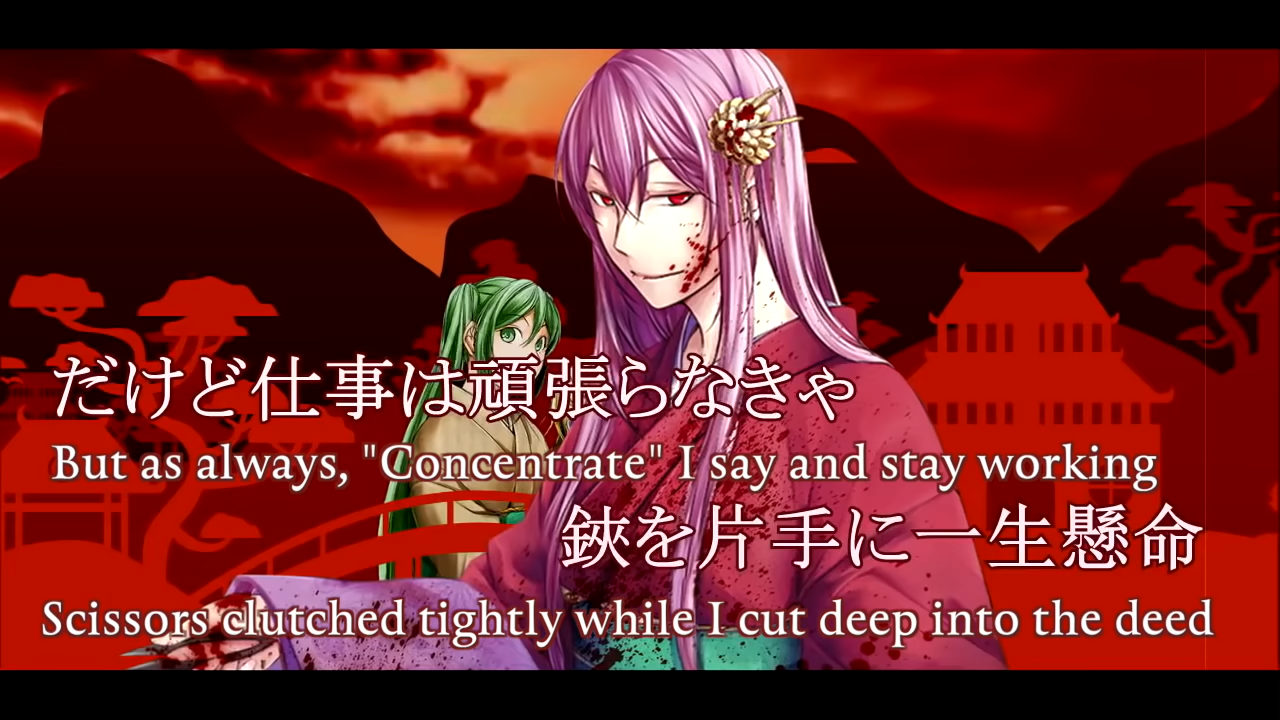 だけど仕事は頑張らなきゃ
But as always, "Concentrate" I say and stay working
鋏を片手に一生懸命
Scissors clutched tightly while I cut deep into the deed